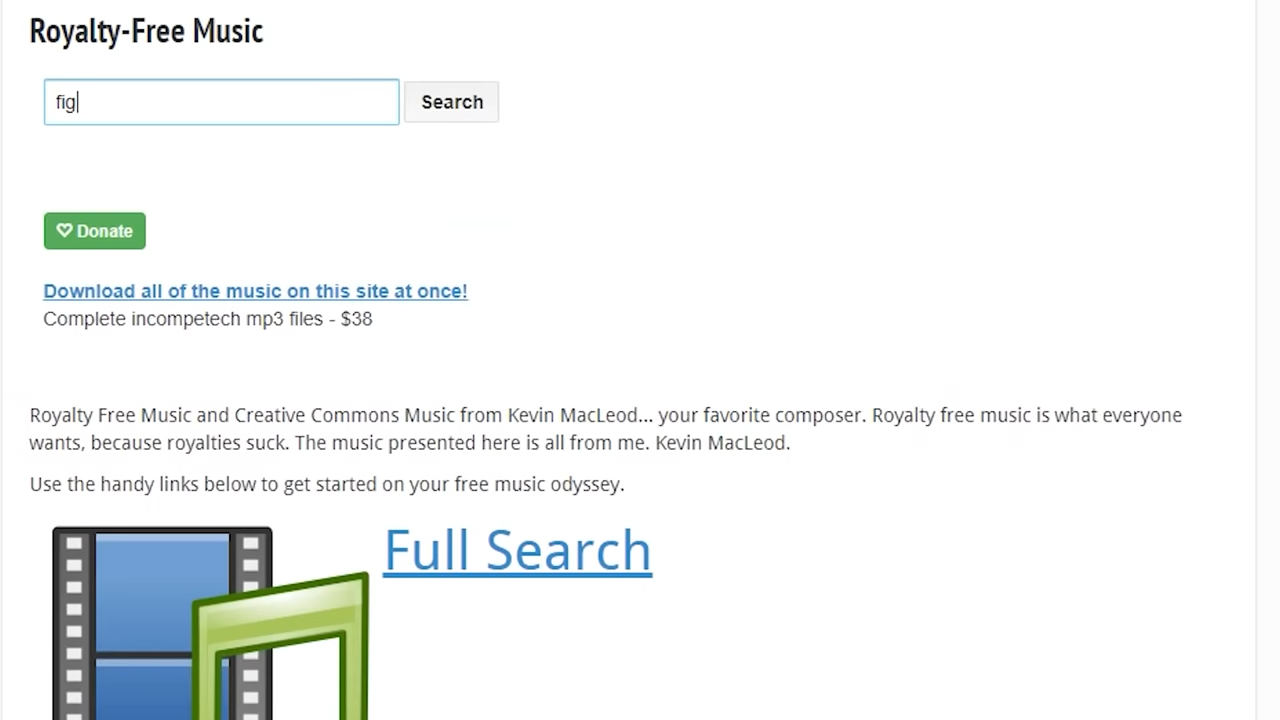 Royalty-Free Music
fig
Search
Donate
Download all of the music on this site at once!
Complete incompetech mp3 files - $38
Royalty Free Music and Creative Commons Music from Kevin MacLeod... your favorite composer. Royalty free music is what everyone
wants, because royalties suck. The music presented here is all from me. Kevin MacLeod.
Use the handy links below to get started on your free music odyssey.
Full Search